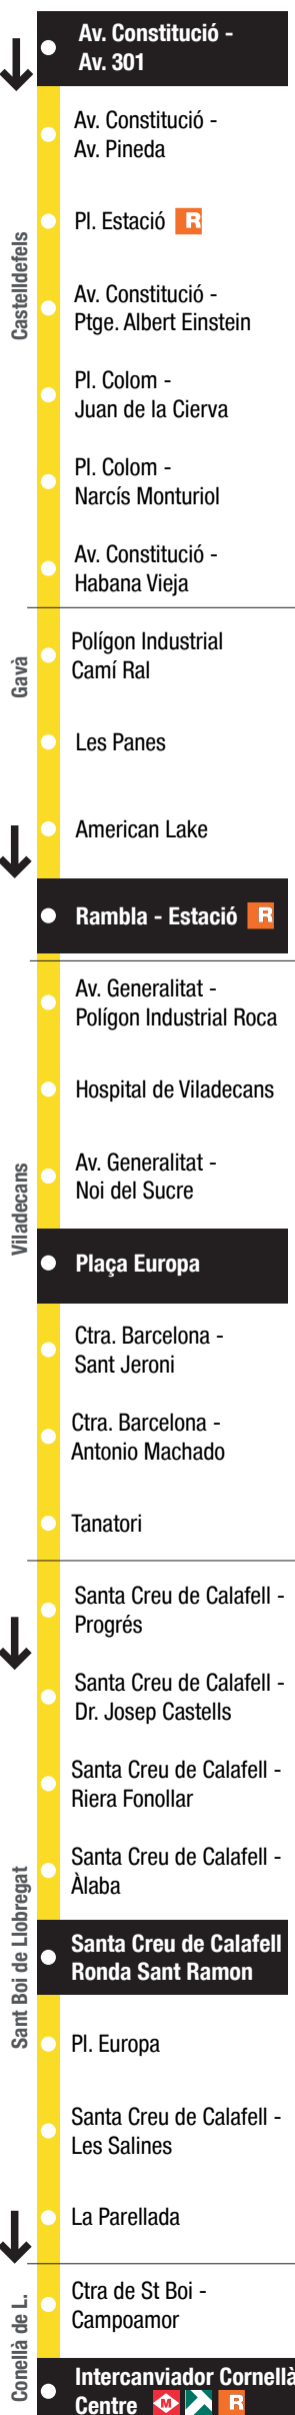 Av. Constitució -
Av. 301
Av. Constitució -
Av. Pineda
Pl. Estació R
Av. Constitució -
Ptge. Albert Einstein
Pl. Colom -
Juan de la Cierva
Pl. Colom -
Narcís Monturiol
Av. Constitució -
Habana Vieja
Castelldefels
Polígon Industrial
Camí Ral
Les Panes
American Lake
Rambla - Estació R
Gavà
Av. Generalitat -
Polígon Industrial Roca
Hospital de Viladecans
Av. Generalitat -
Noi del Sucre
Plaça Europa
Ctra. Barcelona -
Sant Jeroni
Ctra. Barcelona -
Antonio Machado
Tanatori
Viladecans
Santa Creu de Calafell -
Progrés
Santa Creu de Calafell -
Dr. Josep Castells
Santa Creu de Calafell -
Riera Fonollar
Santa Creu de Calafell -
Àlaba
Santa Creu de Calafell
Ronda Sant Ramon
Pl. Europa
Santa Creu de Calafell -
Les Salines
La Parellada
Sant Boi de Llobregat
Ctra de St Boi -
Campoamor
Intercanviador Cornellà
Centre M R
Conellà de L.